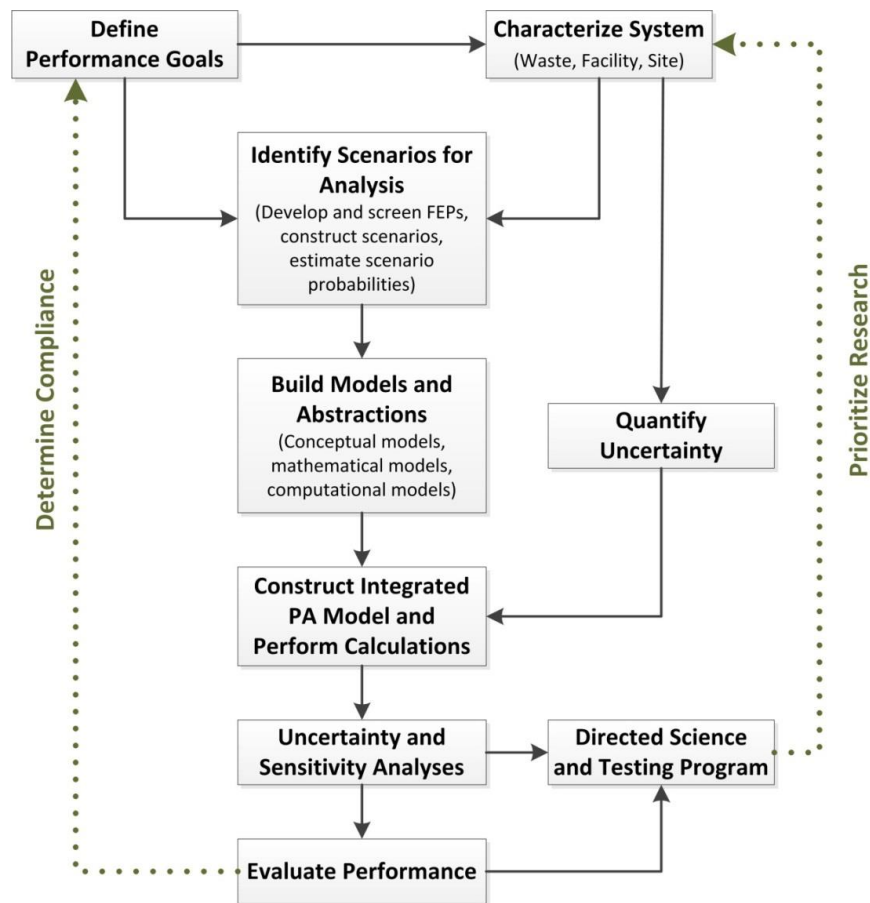 Define
Performance Goals
Characterize System
(Waste, Facility, Site)
Identify Scenarios for
Analysis
(Develop and screen FEPs,
construct scenarios,
estimate scenario
probabilities)
Determine Compliance
Prioritize Research
Build Models and
Abstractions
(Conceptual models,
mathematical models,
computational models)
Quantify
Uncertainty
Construct Integrated
PA Model and
Perform Calculations
Uncertainty and
Sensitivity Analyses
Directed Science
and Testing Program
Evaluate Performance